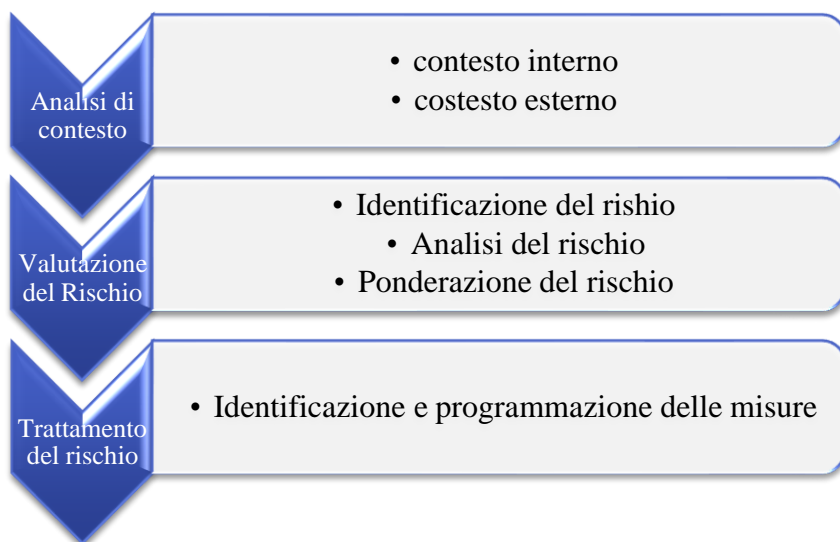 Analisi di
contesto
• contesto interno
• costesto esterno
Valutazione
del Rischio
• Identificazione del rishio
• Analisi del rischio
• Ponderazione del rischio
Trattamento
del rischio
• Identificazione e programmazione delle misure